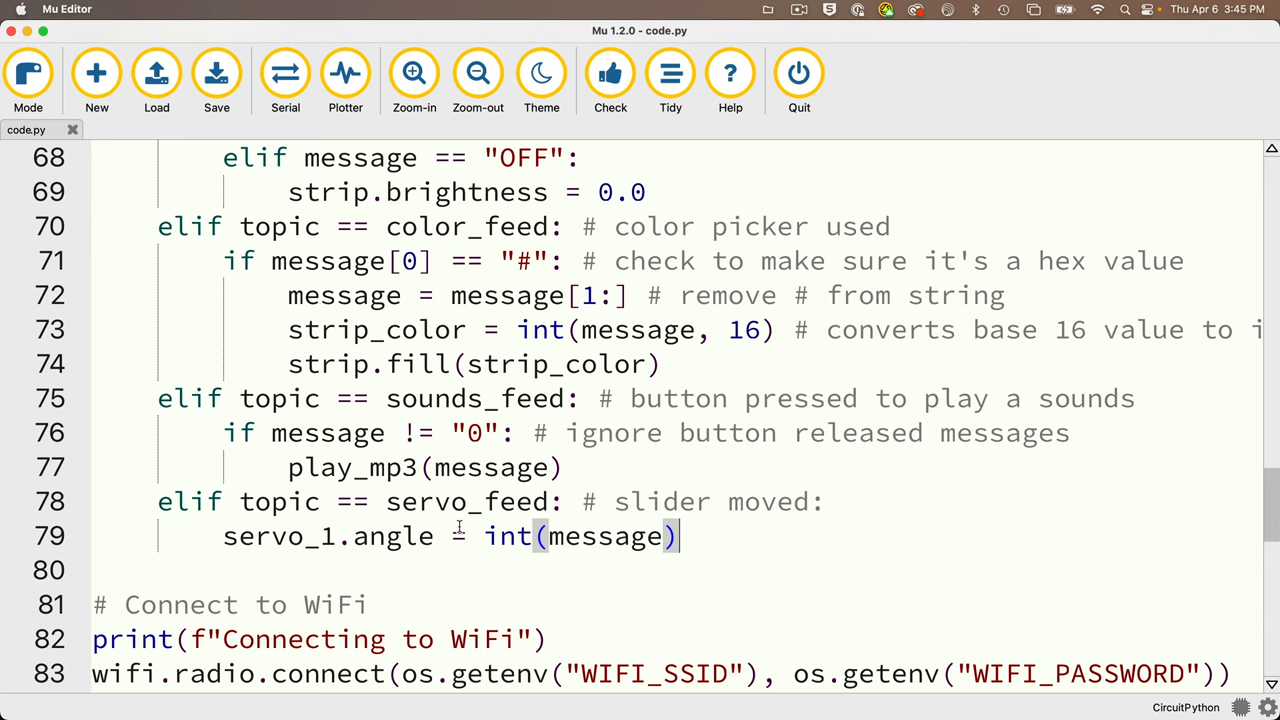 Mu Editor
Thu Apr 6 3:45 PM
Mu 1.2.0 - code.py
Mode New Load Save Serial Plotter Zoom-in Zoom-out Theme Check Tidy Help Quit
code.py
68 elif message == "OFF":
69 strip.brightness = 0.0
70 elif topic == color_feed: # color picker used
71 if message[0] == "#": # check to make sure it's a hex value
72 message = message[1:] # remove # from string
73 strip_color = int(message, 16) # converts base 16 value to i
74 strip.fill(strip_color)
75 elif topic == sounds_feed: # button pressed to play a sounds
76 if message != "0": # ignore button released messages
77 play_mp3(message)
78 elif topic == servo_feed: # slider moved:
79 servo_1.angle = int(message)
80
81 # Connect to WiFi
82 print(f"Connecting to WiFi")
83 wifi.radio.connect(os.getenv("WIFI_SSID"), os.getenv("WIFI_PASSWORD"))
CircuitPython